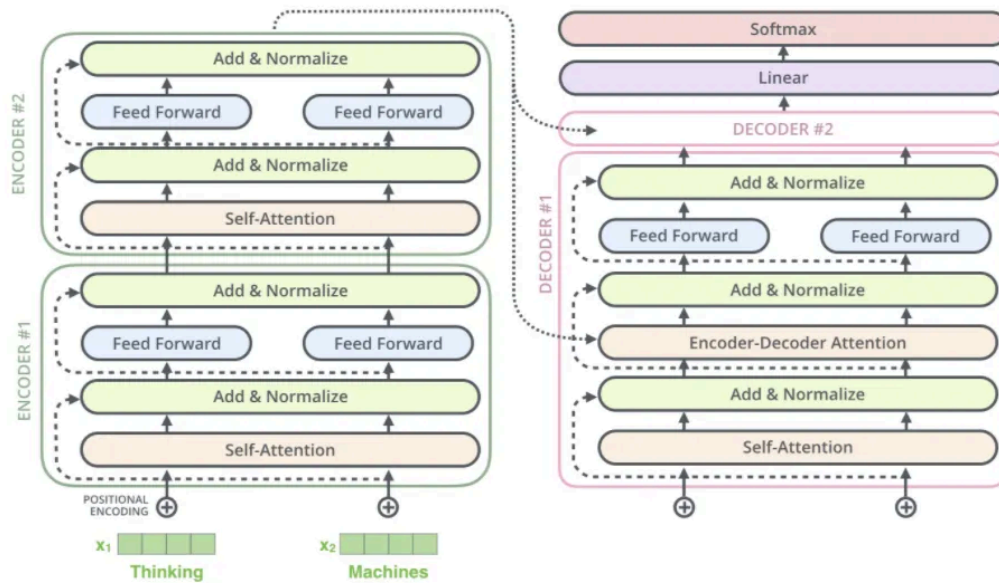 ENCODER #2
Add & Normalize
Feed Forward
Feed Forward
Add & Normalize
Self-Attention
ENCODER #1
Add & Normalize
Feed Forward
Feed Forward
Add & Normalize
Self-Attention
POSITIONAL
ENCODING
x₁
x₂
Thinking
Machines
Softmax
Linear
DECODER #2
DECODER #1
Add & Normalize
Feed Forward
Feed Forward
Add & Normalize
Encoder-Decoder Attention
Add & Normalize
Self-Attention